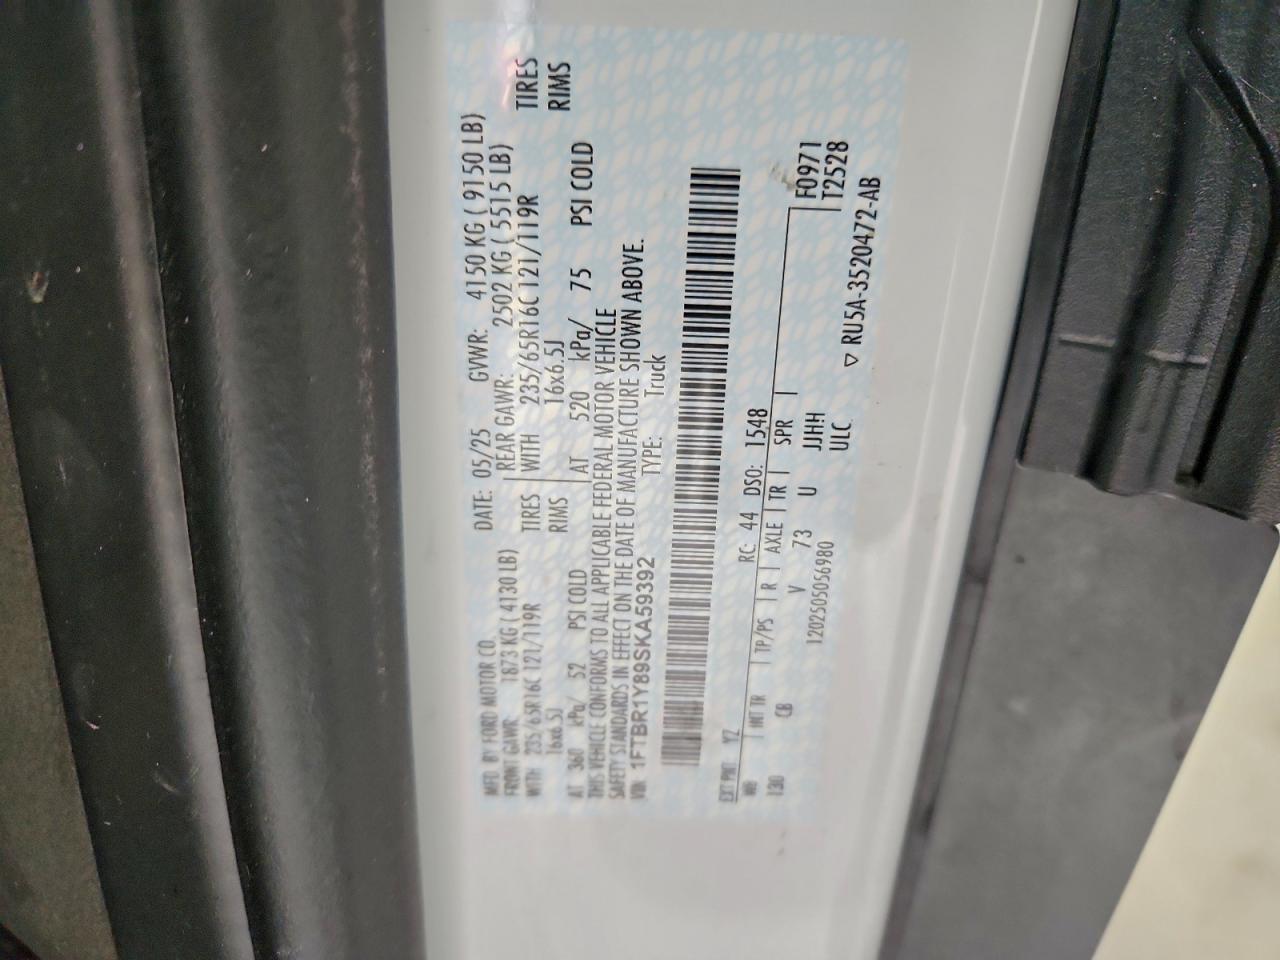 MFD BY FORD MOTOR CO. DATE: 05/25 GVWR: 4150 KG ( 9150 LB)
FRONT GAWR: 1873 KG ( 4130 LB) REAR GAWR: 2502 KG ( 5515 LB)
WITH 235/65R16C 121/119R TIRES WITH 235/65R16C 121/119R TIRES
16x6.5J RIMS 16x6.5J RIMS
AT 360 kPa/ 52 PSI COLD AT 520 kPa/ 75 PSI COLD
THIS VEHICLE CONFORMS TO ALL APPLICABLE FEDERAL MOTOR VEHICLE
SAFETY STANDARDS IN EFFECT ON THE DATE OF MANUFACTURE SHOWN ABOVE.
VIN: 1FTBR1Y89SKA59392 TYPE: Truck
EXT PNT YZ RC: 44 DSO: 1548
WB INT TR TP/PS R AXLE TR SPR F0971
130 CB V 73 U JJHH T2528
1202505056980 ULC
▽ RU5A-3520472-AB